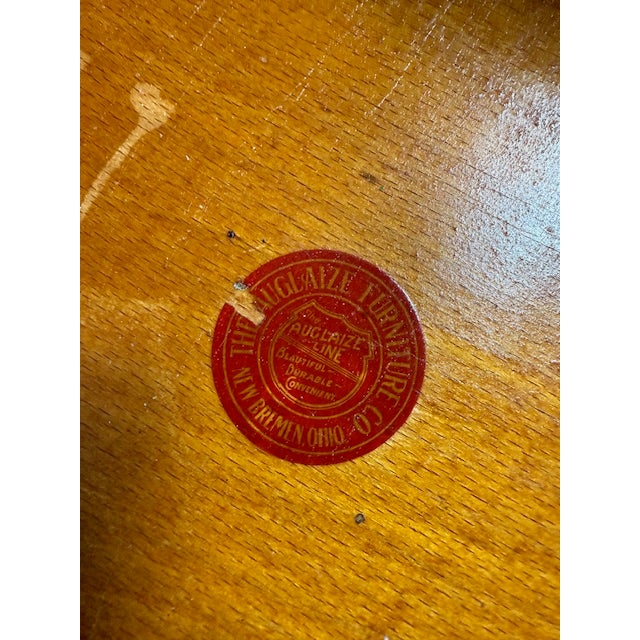 THE AUGLAIZE FURNITURE CO.
NEW BREMEN, OHIO.
The
AUGLAIZE
LINE
BEAUTIFUL
DURABLE
CONVENIENT.